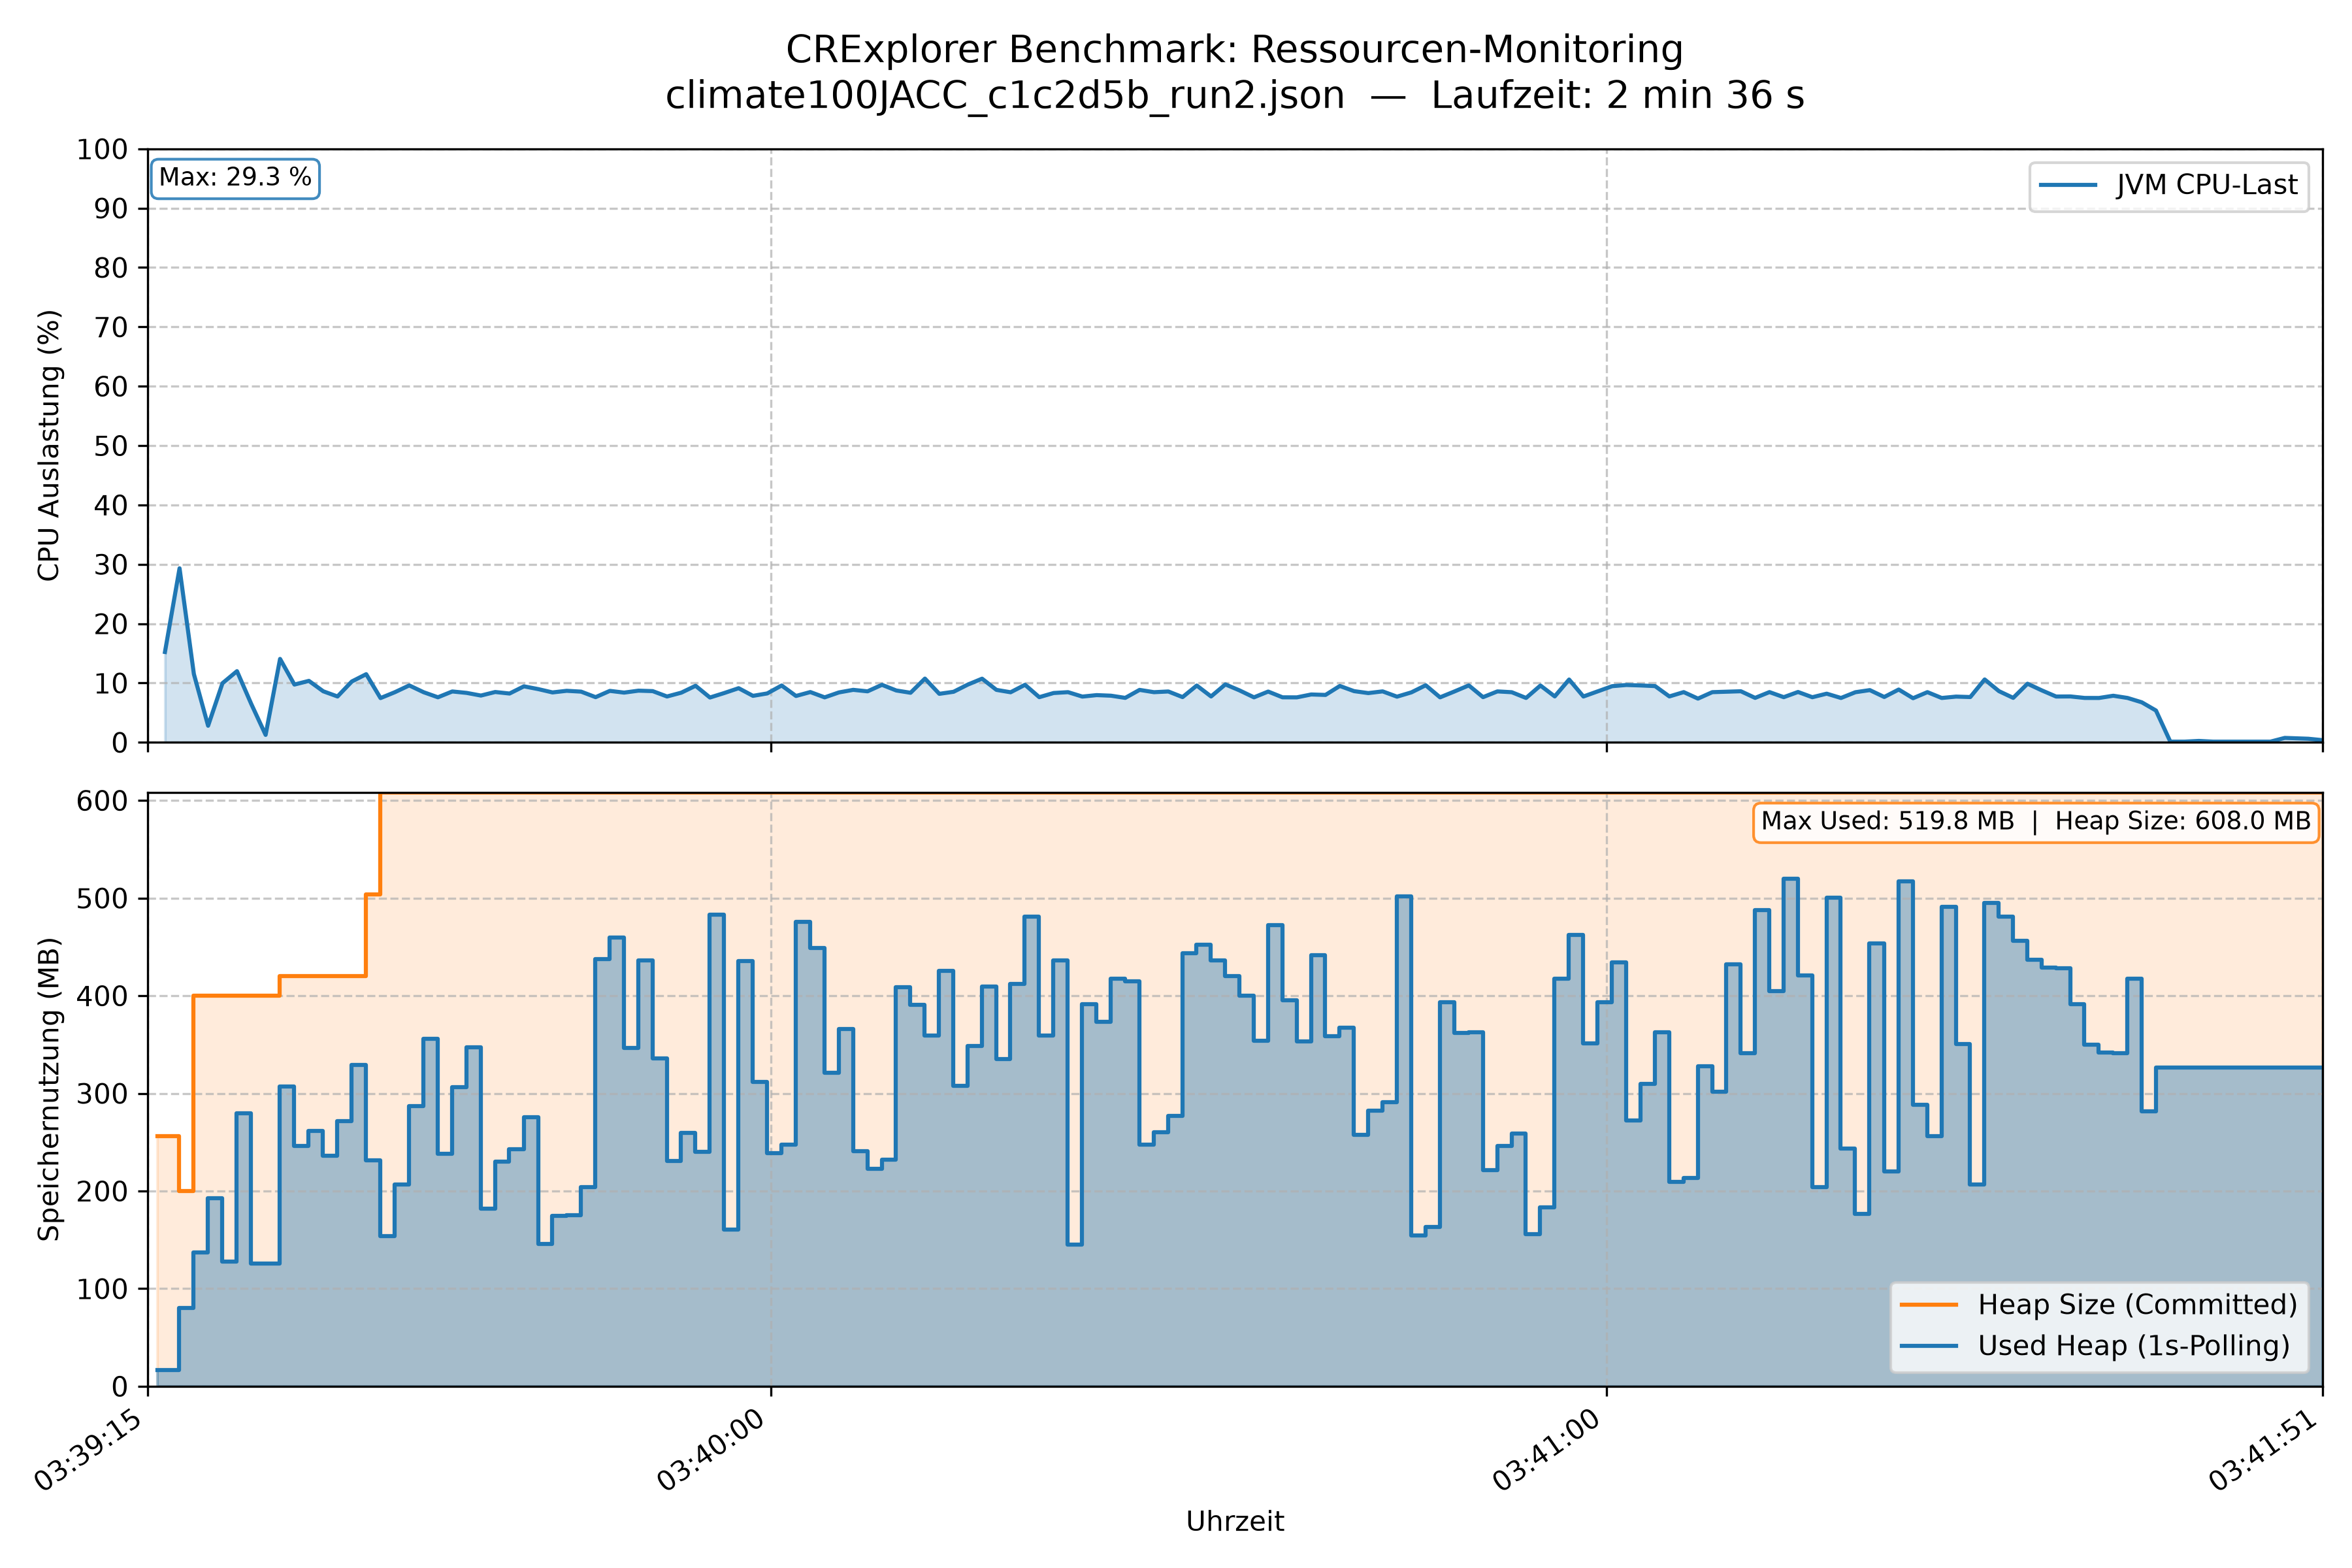 CRExplorer Benchmark: Ressourcen-Monitoring
climate100JACC_c1c2d5b_run2.json — Laufzeit: 2 min 36 s
100
90
80
70
60
50
40
30
20
10
0
CPU Auslastung (%)
Max: 29.3 %
JVM CPU-Last
600
500
400
300
200
100
0
Speichernutzung (MB)
Max Used: 519.8 MB | Heap Size: 608.0 MB
Heap Size (Committed)
Used Heap (1s-Polling)
03:39:15
03:40:00
03:41:00
03:41:51
Uhrzeit